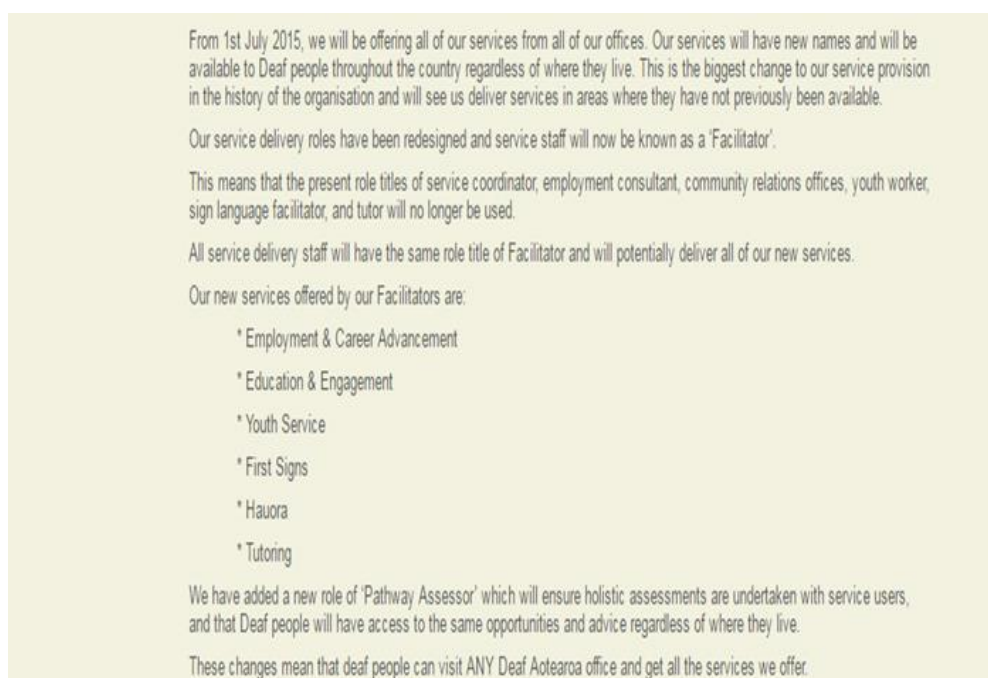 From 1st July 2015, we will be offering all of our services from all of our offices. Our services will have new names and will be
available to Deaf people throughout the country regardless of where they live. This is the biggest change to our service provision
in the history of the organisation and will see us deliver services in areas where they have not previously been available.
Our service delivery roles have been redesigned and service staff will now be known as a 'Facilitator'.
This means that the present role titles of service coordinator, employment consultant, community relations offices, youth worker,
sign language facilitator, and tutor will no longer be used.
All service delivery staff will have the same role title of Facilitator and will potentially deliver all of our new services.
Our new services offered by our Facilitators are:
* Employment & Career Advancement
* Education & Engagement
* Youth Service
* First Signs
* Hauora
* Tutoring
We have added a new role of 'Pathway Assessor' which will ensure holistic assessments are undertaken with service users,
and that Deaf people will have access to the same opportunities and advice regardless of where they live.
These changes mean that deaf people can visit ANY Deaf Aotearoa office and get all the services we offer.